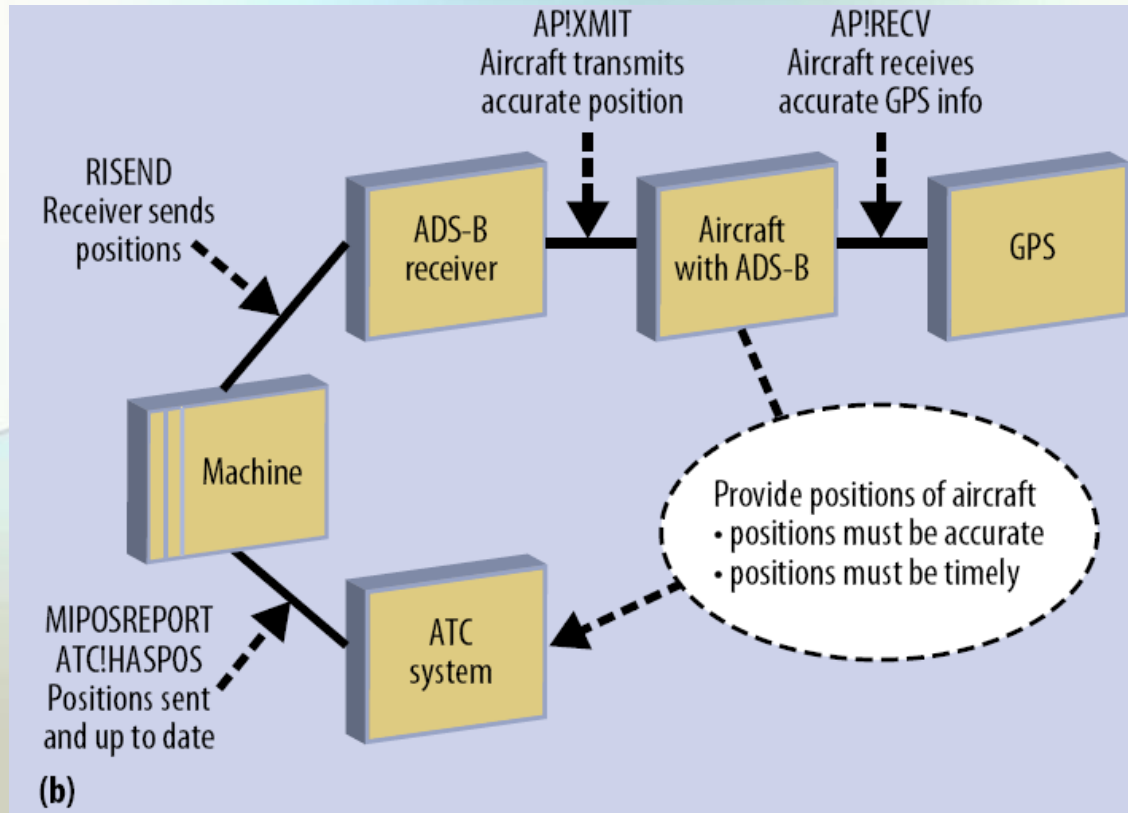 AP!XMIT
Aircraft transmits
accurate position
AP!RECV
Aircraft receives
accurate GPS info
RISEND
Receiver sends
positions
ADS-B
receiver
Aircraft
with ADS-B
GPS
Machine
Provide positions of aircraft
• positions must be accurate
• positions must be timely
MIPOSREPORT
ATC!HASPOS
Positions sent
and up to date
ATC
system
(b)